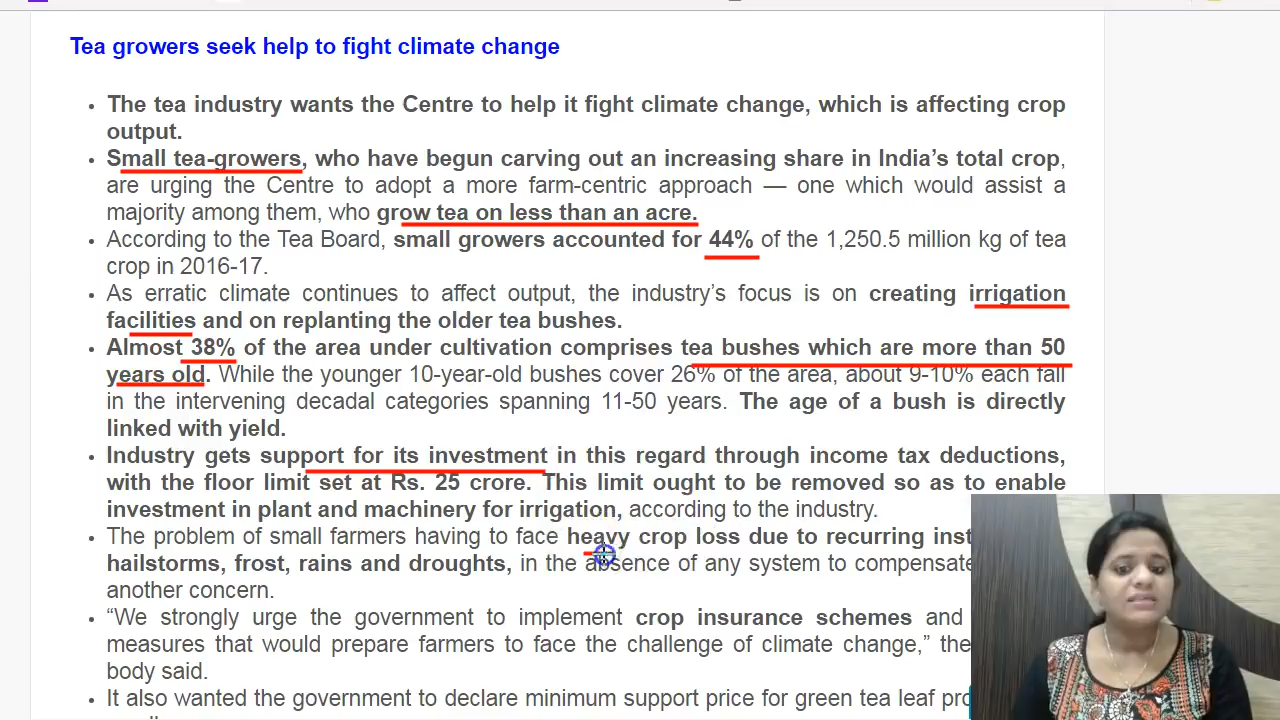 Tea growers seek help to fight climate change
• The tea industry wants the Centre to help it fight climate change, which is affecting crop
output.
• Small tea-growers, who have begun carving out an increasing share in India’s total crop,
are urging the Centre to adopt a more farm-centric approach — one which would assist a
majority among them, who grow tea on less than an acre.
• According to the Tea Board, small growers accounted for 44% of the 1,250.5 million kg of tea
crop in 2016-17.
• As erratic climate continues to affect output, the industry’s focus is on creating irrigation
facilities and on replanting the older tea bushes.
• Almost 38% of the area under cultivation comprises tea bushes which are more than 50
years old. While the younger 10-year-old bushes cover 26% of the area, about 9-10% each fall
in the intervening decadal categories spanning 11-50 years. The age of a bush is directly
linked with yield.
• Industry gets support for its investment in this regard through income tax deductions,
with the floor limit set at Rs. 25 crore. This limit ought to be removed so as to enable
investment in plant and machinery for irrigation, according to the industry.
• The problem of small farmers having to face heavy crop loss due to recurring
hailstorms, frost, rains and droughts, in the absence of any system to compensate
another concern.
• “We strongly urge the government to implement crop insurance schemes and
measures that would prepare farmers to face the challenge of climate change,” the
body said.
• It also wanted the government to declare minimum support price for green tea leaf